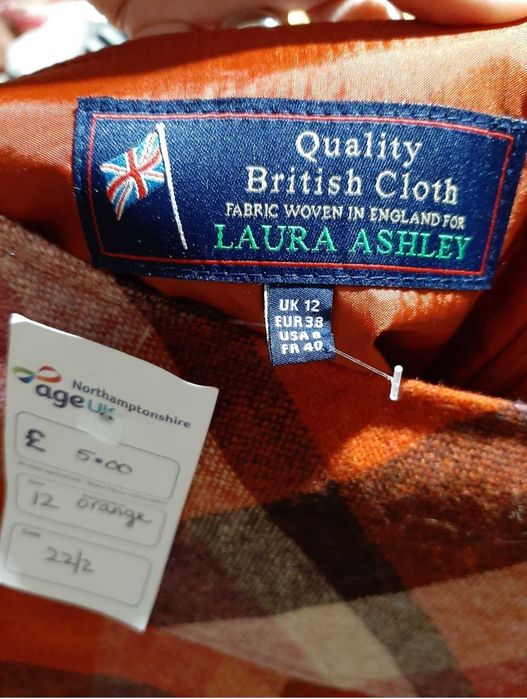 Quality
British Cloth
FABRIC WOVEN IN ENGLAND FOR
LAURA ASHLEY
UK 12
EUR 38
USA 8
FR 40
age UK
Northamptonshire
£ 5.00
12 orange
22/2